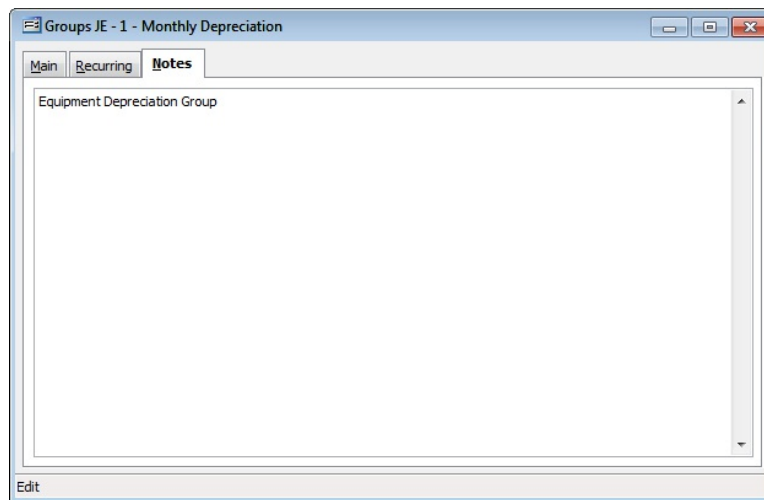 Groups JE - 1 - Monthly Depreciation
Main Recurring Notes
Equipment Depreciation Group
Edit